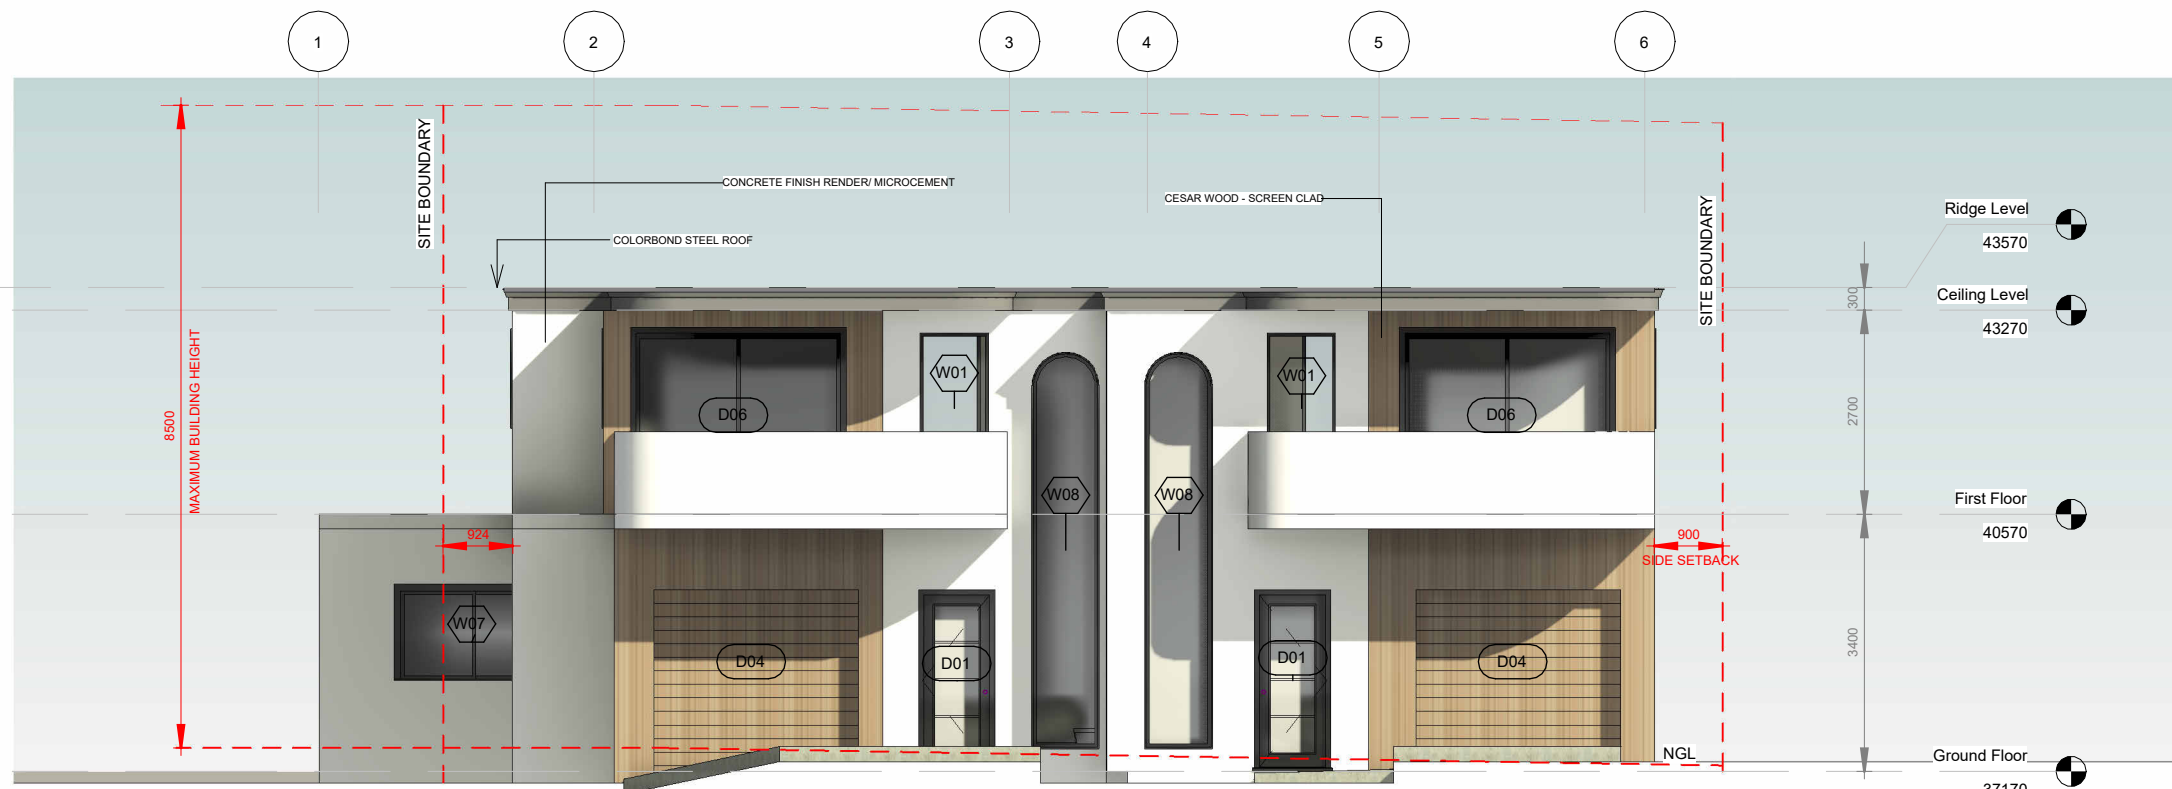 1
2
3
4
5
6
SITE BOUNDARY
CONCRETE FINISH RENDER/ MICROCEMENT
CESAR WOOD - SCREEN CLAD
COLORBOND STEEL ROOF
SITE BOUNDARY
Ridge Level
43570
300
Ceiling Level
43270
8500
MAXIMUM BUILDING HEIGHT
W01
W01
D06
D06
2700
W08
W08
First Floor
40570
924
900
SIDE SETBACK
W07
D04
D01
D01
D04
3400
NGL
Ground Floor
37170